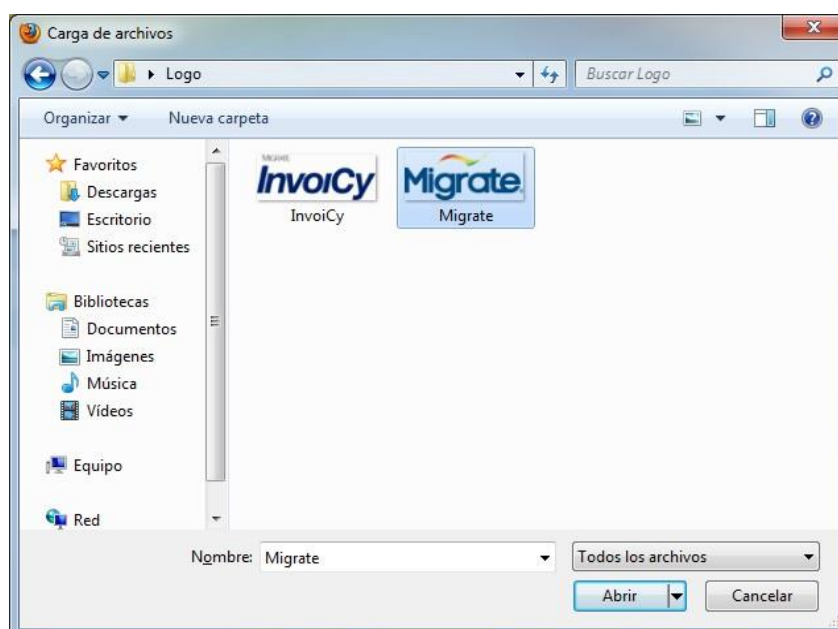 Carga de archivos
Logo
Buscar Logo
Organizar
Nueva carpeta
Favoritos
Descargas
Escritorio
Sitios recientes
Bibliotecas
Documentos
Imágenes
Música
Vídeos
Equipo
Red
InvoiCy
Migrate
InvoiCy
Migrate
Nombre: Migrate
Todos los archivos
Abrir
Cancelar